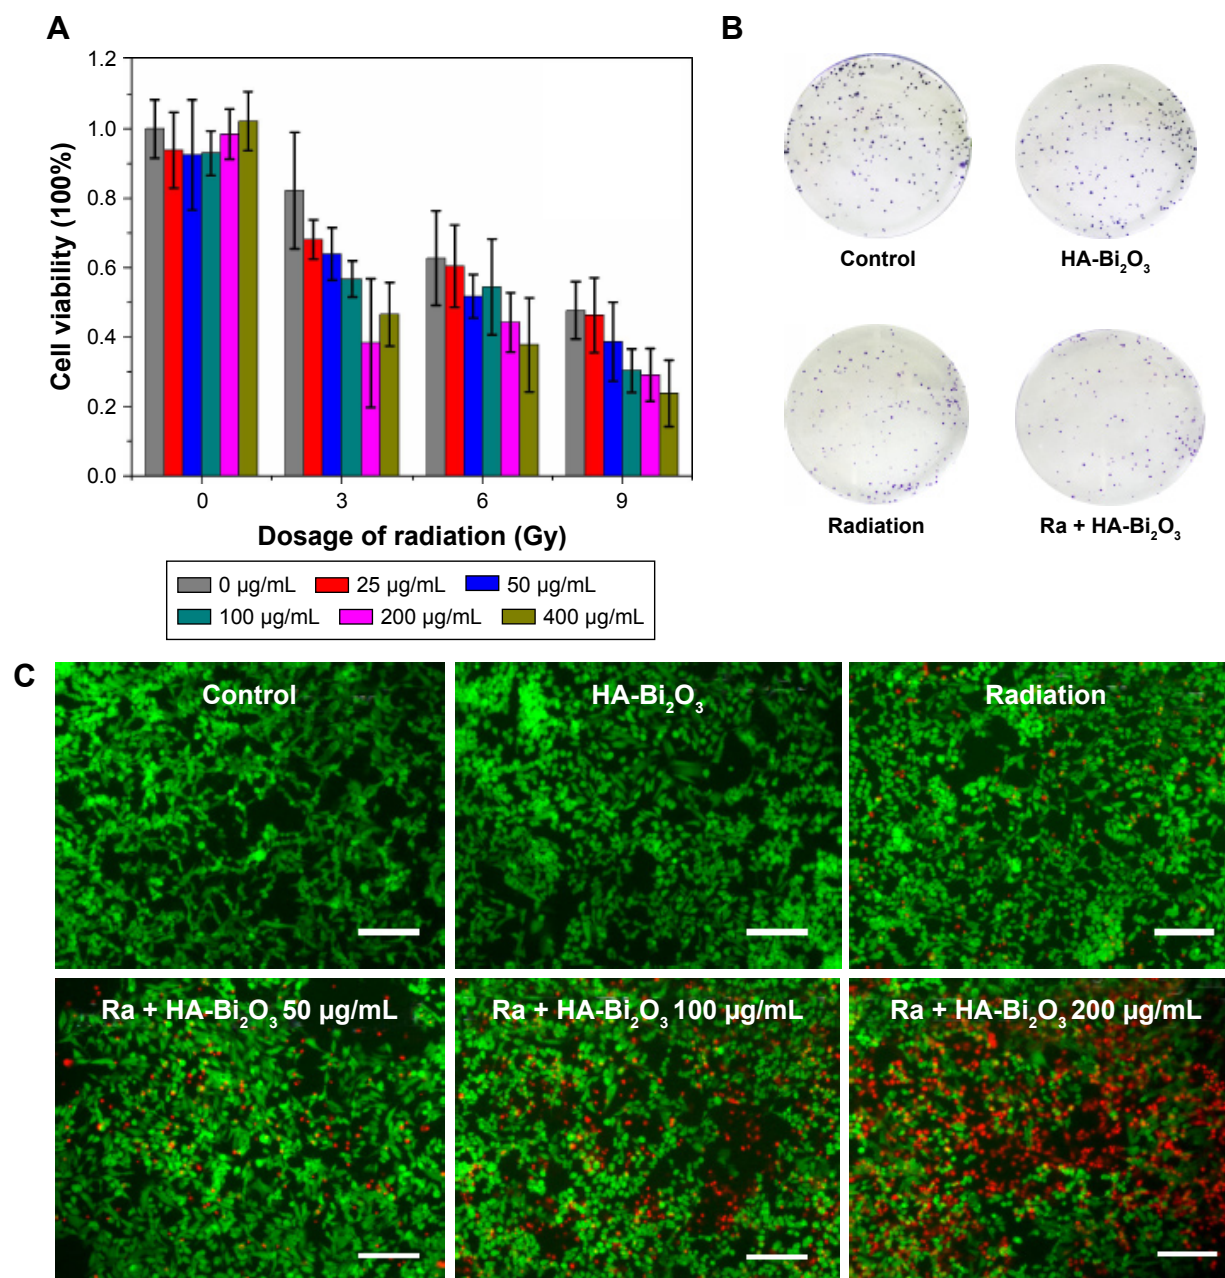 A
B
1.2
1.0
0.8
0.6
0.4
0.2
0.0
Cell viability (100%)
0 3 6 9
Dosage of radiation (Gy)
0 µg/mL 25 µg/mL 50 µg/mL
100 µg/mL 200 µg/mL 400 µg/mL
Control
HA-Bi₂O₃
Radiation
Ra + HA-Bi₂O₃
C
Control
HA-Bi₂O₃
Radiation
Ra + HA-Bi₂O₃ 50 µg/mL
Ra + HA-Bi₂O₃ 100 µg/mL
Ra + HA-Bi₂O₃ 200 µg/mL